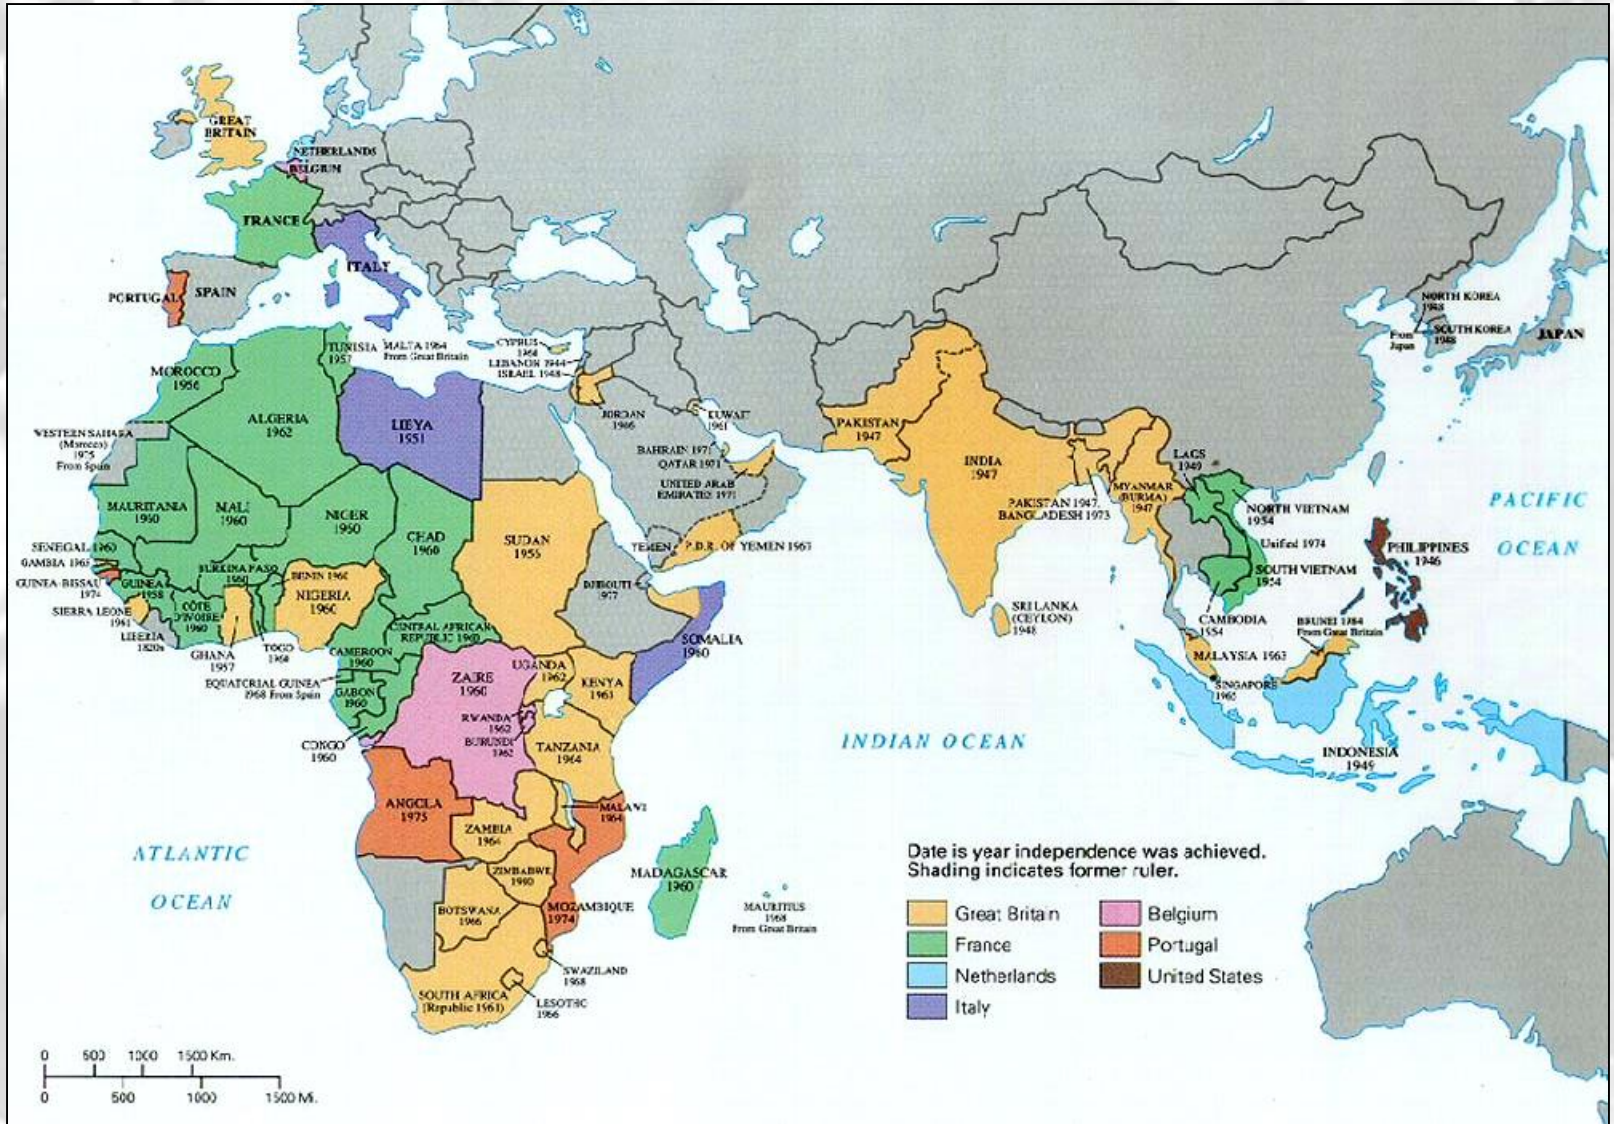 GREAT
BRITAIN
NETHERLANDS
BELGIUM
FRANCE
ITALY
PORTUGAL
SPAIN
NORTH KOREA
1948
From
Japan
SOUTH KOREA
1948
JAPAN
TUNISIA
1957
MALTA 1964
From Great Britain
CYPRUS
1960
LEBANON 1944
ISRAEL 1948
MOROCCO
1956
ALGERIA
1962
LIBYA
1951
JORDAN
1946
KUWAIT
1961
PAKISTAN
1947
WESTERN SAHARA
(Morocco)
1975
From Spain
BAHRAIN 1971
QATAR 1971
UNITED ARAB
EMIRATES 1971
INDIA
1947
LAOS
1949
MYANMAR
(BURMA)
1947
PAKISTAN 1947
BANGLADESH 1973
MAURITANIA
1960
MALI
1960
NIGER
1960
CHAD
1960
SUDAN
1956
YEMEN
P.D.R. OF YEMEN 1967
NORTH VIETNAM
1954
Unified 1974
SOUTH VIETNAM
1954
PACIFIC
OCEAN
PHILIPPINES
1946
SENEGAL 1960
GAMBIA 1965
GUINEA-BISSAU
1974
GUINEA
1958
BURKINA FASO
1960
BENIN 1960
NIGERIA
1960
DJIBOUTI
1977
SIERRA LEONE
1961
CÔTE
D'IVOIRE
1960
LIBERIA
1820s
GHANA
1957
TOGO
1960
CENTRAL AFRICAN
REPUBLIC 1960
CAMEROON
1960
SOMALIA
1960
SRI LANKA
(CEYLON)
1948
CAMBODIA
1954
BRUNEI 1984
From Great Britain
MALAYSIA 1963
SINGAPORE
1965
EQUATORIAL GUINEA
1968 From Spain
GABON
1960
ZAIRE
1960
UGANDA
1962
KENYA
1963
RWANDA
1962
BURUNDI
1962
CONGO
1960
TANZANIA
1964
INDIAN OCEAN
INDONESIA
1949
ANGOLA
1975
ZAMBIA
1964
MALAWI
1964
ZIMBABWE
1980
MADAGASCAR
1960
ATLANTIC
OCEAN
BOTSWANA
1966
MOZAMBIQUE
1974
MAURITIUS
1968
From Great Britain
SWAZILAND
1968
SOUTH AFRICA
(Republic 1961)
LESOTHO
1966
Date is year independence was achieved.
Shading indicates former ruler.
Great Britain
Belgium
France
Portugal
Netherlands
United States
Italy
0 500 1000 1500 Km.
0 500 1000 1500 Mi.